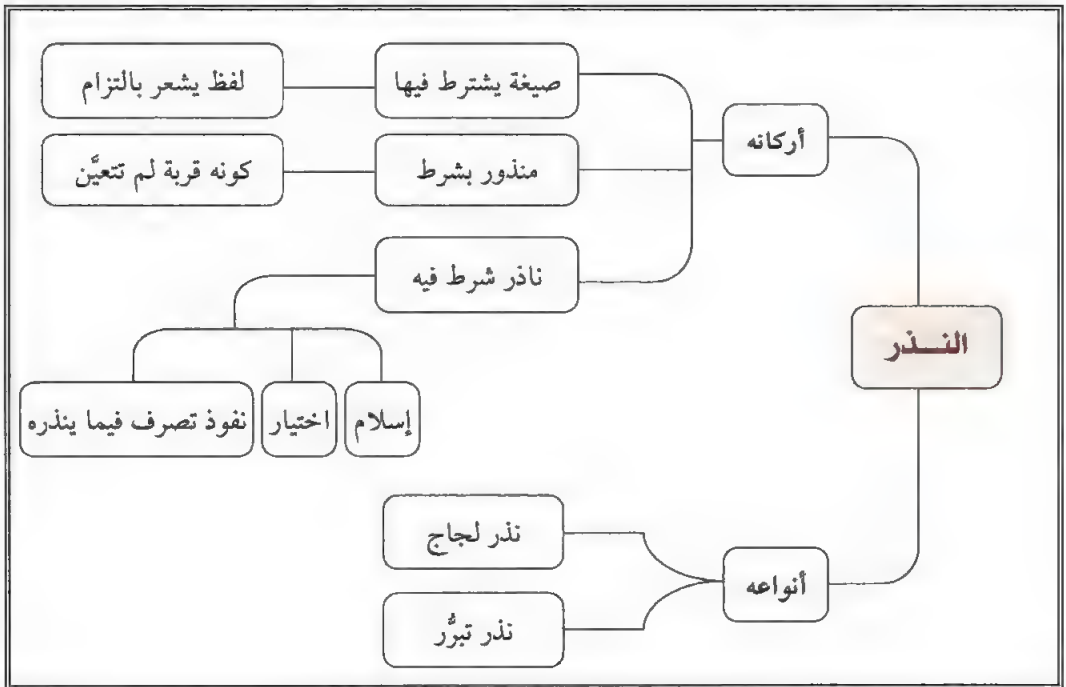 النـــذر
أركانه
صيغة يشترط فيها
لفظ يشعر بالتزام
منذور بشرط
كونه قربة لم تتعيَّن
ناذر شرط فيه
إسلام
اختيار
نفوذ تصرف فيما ينذره
أنواعه
نذر لجاج
نذر تبرُّر